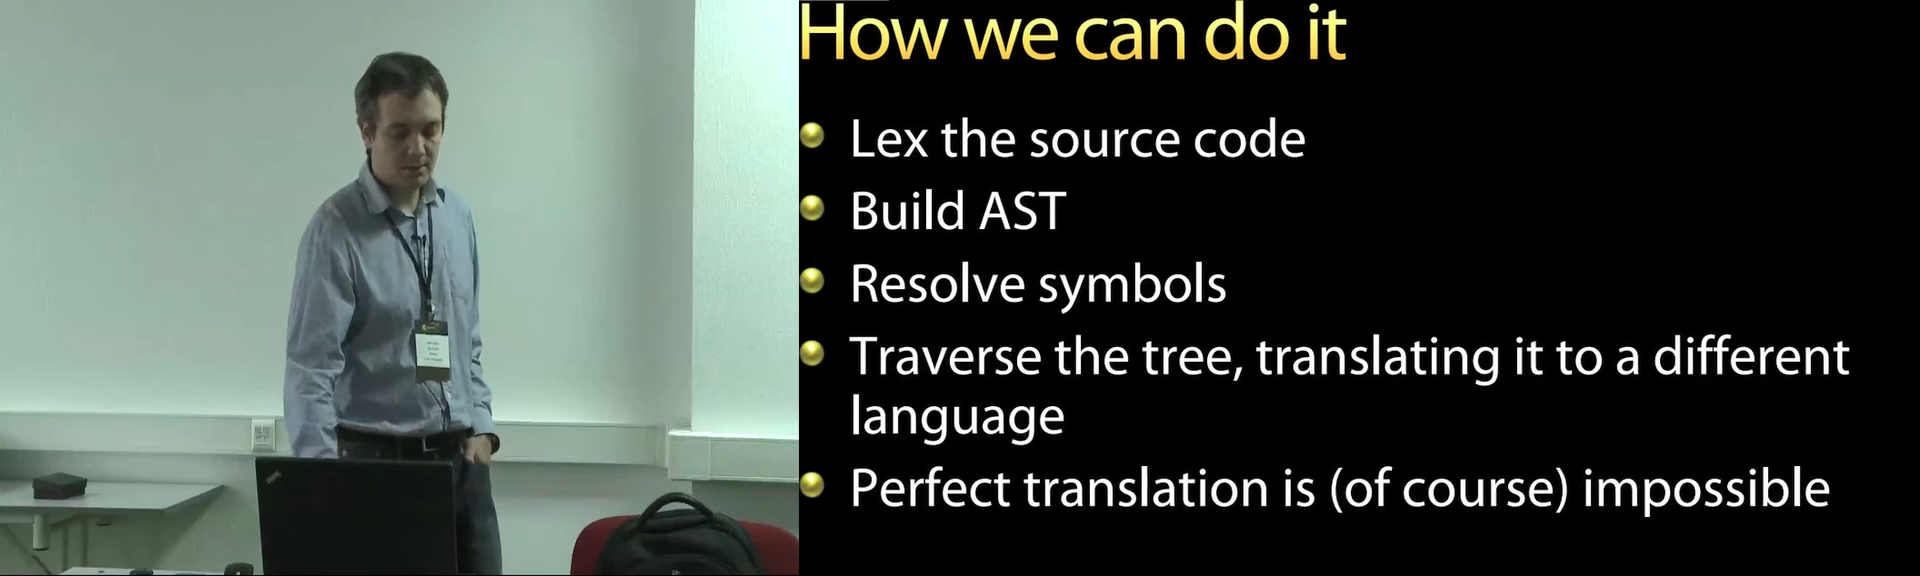 How we can do it
Lex the source code
Build AST
Resolve symbols
Traverse the tree, translating it to a different
language
Perfect translation is (of course) impossible